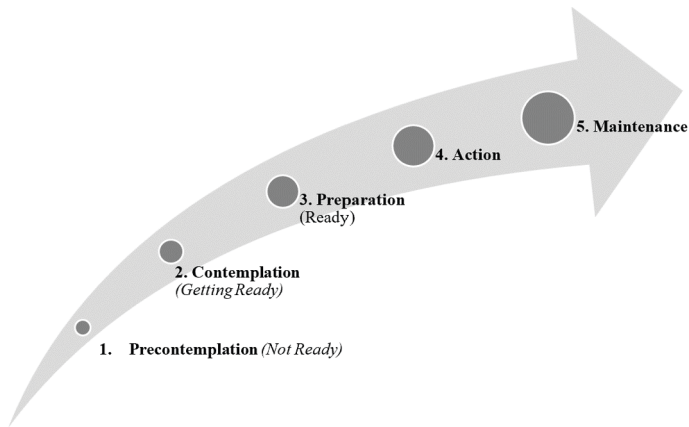 5. Maintenance
4. Action
3. Preparation
(Ready)
2. Contemplation
(Getting Ready)
1. Precontemplation (Not Ready)